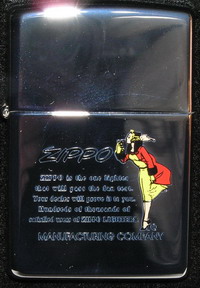 ZIPPO
ZIPPO is the one lighter
that will pass the fan test.
Your dealer will prove it to you.
Hundreds of thousands of
satisfied users of ZIPPO LIGHTERS
MANUFACTURING COMPANY